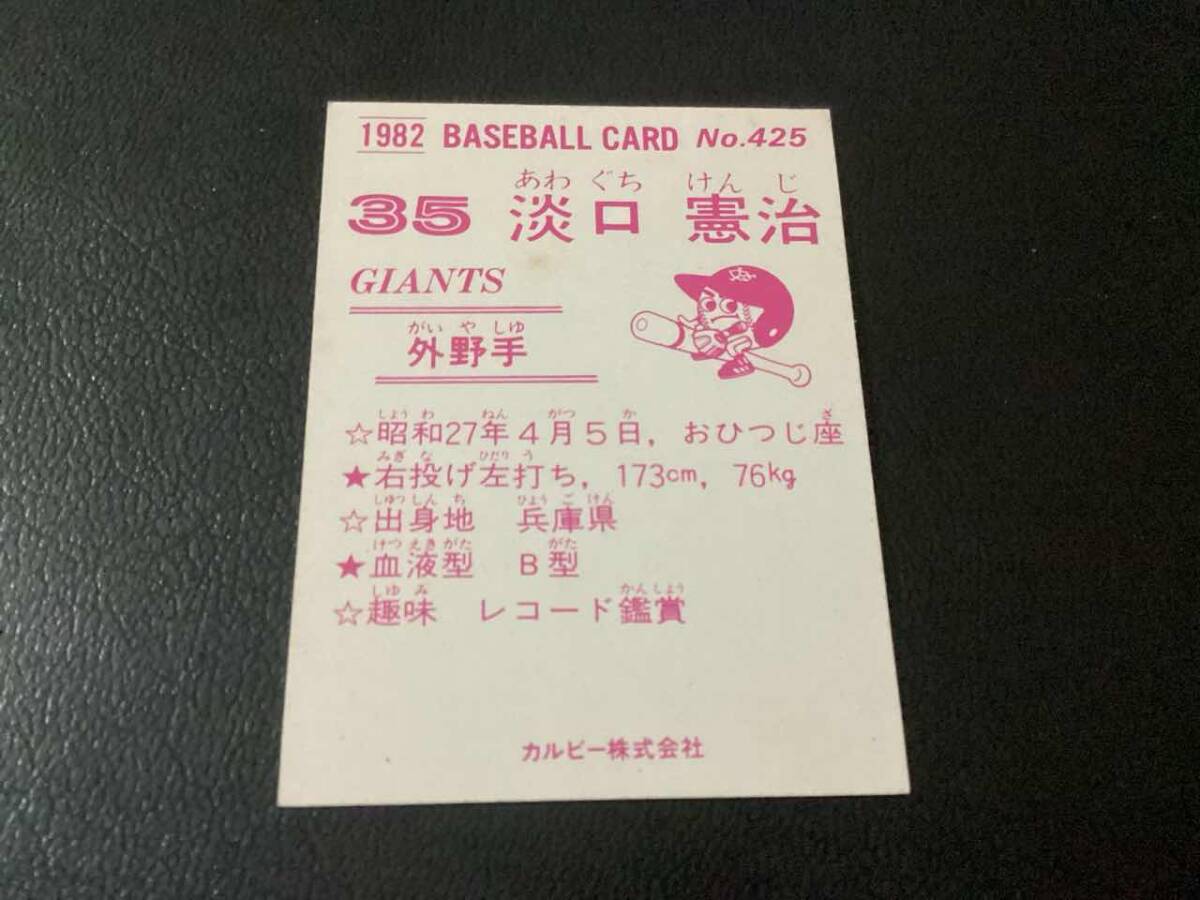 1982 BASEBALL CARD No.425
あわ ぐち けん じ
35 淡口 憲治
GIANTS
がい や しゆ
外野手
しょう わ ねん がつ か ざ
☆昭和27年4月5日, おひつじ座
みぎ な ひだり う
★右投げ左打ち, 173cm, 76kg
しゆつ しん ち ひょう ご けん
☆出身地 兵庫県
けつ えき がた がた
★血液型 B型
しゆ み かん しょう
☆趣味 レコード鑑賞
カルビー株式会社